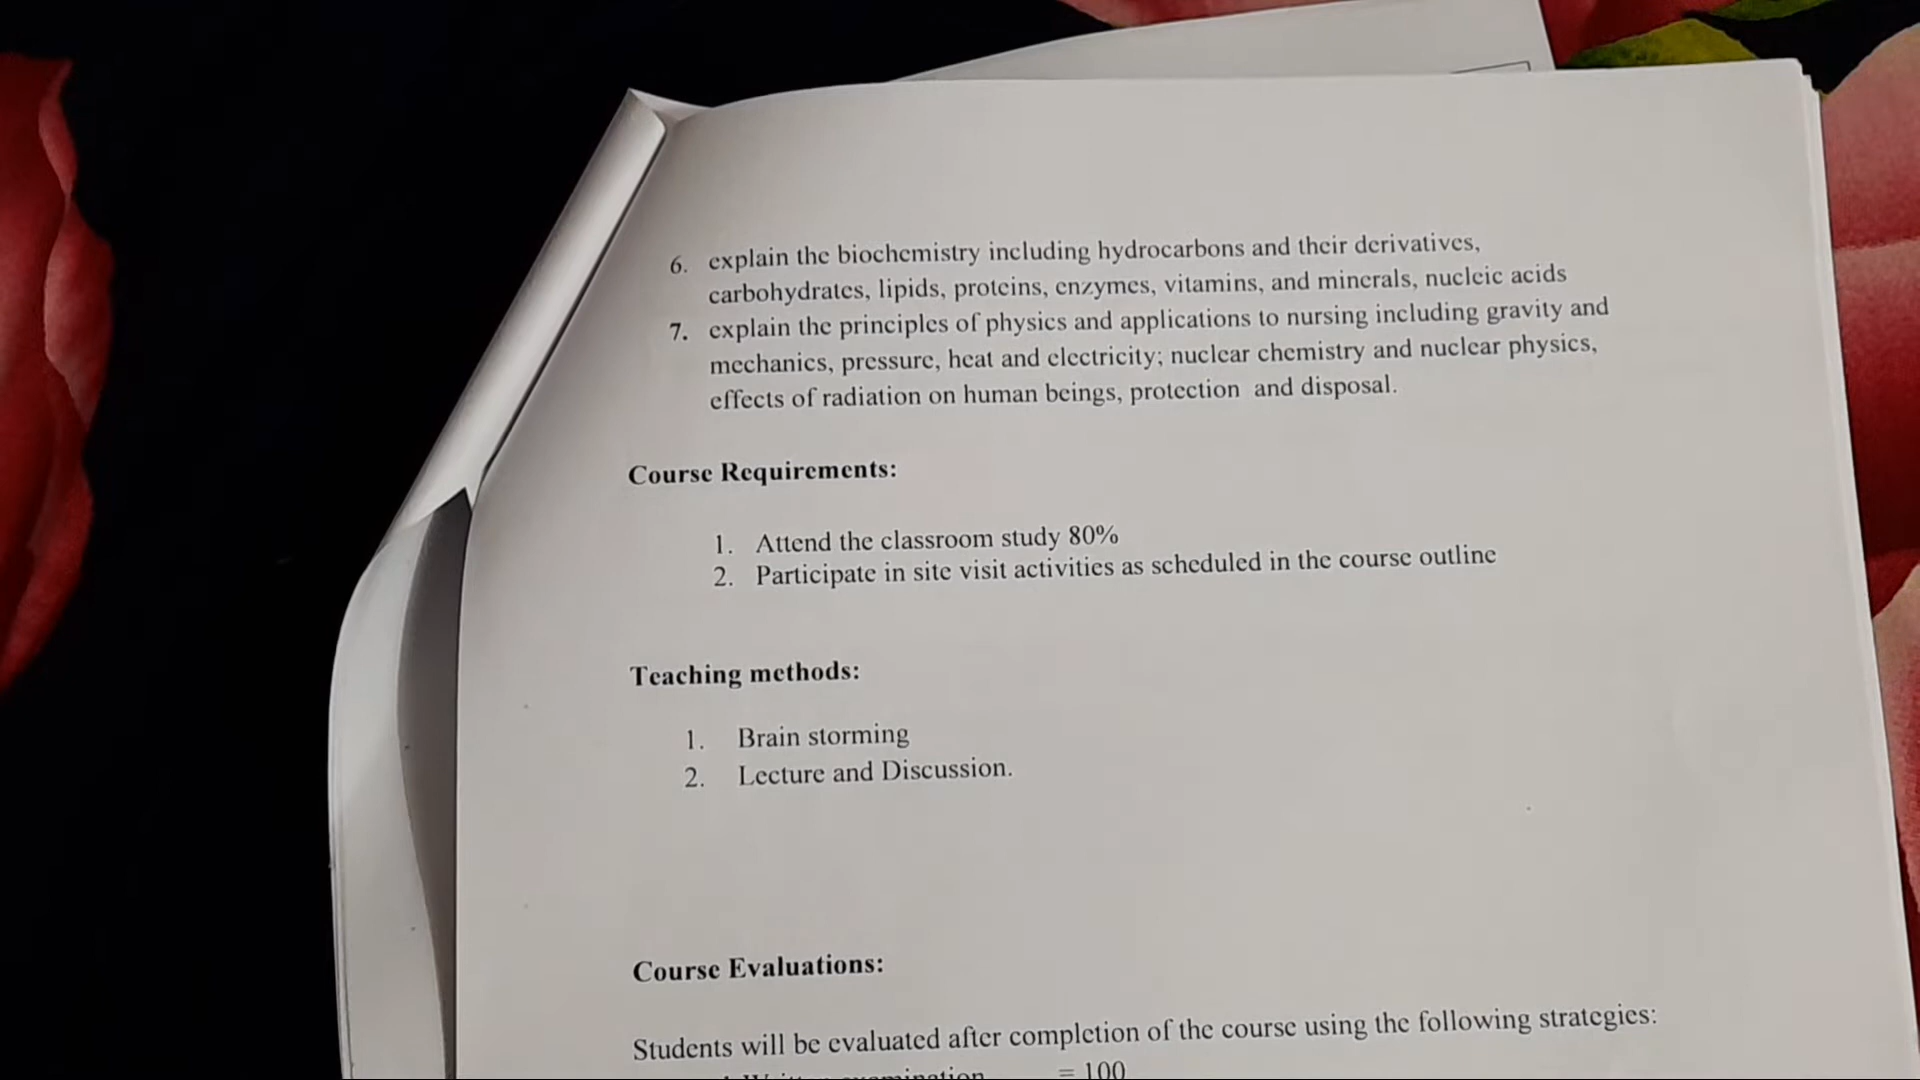 6. explain the biochemistry including hydrocarbons and their derivatives,
carbohydrates, lipids, proteins, enzymes, vitamins, and minerals, nucleic acids
7. explain the principles of physics and applications to nursing including gravity and
mechanics, pressure, heat and electricity; nuclear chemistry and nuclear physics,
effects of radiation on human beings, protection and disposal.
Course Requirements:
1. Attend the classroom study 80%
2. Participate in site visit activities as scheduled in the course outline
Teaching methods:
1. Brain storming
2. Lecture and Discussion.
Course Evaluations:
Students will be evaluated after completion of the course using the following strategies:
examination = 100